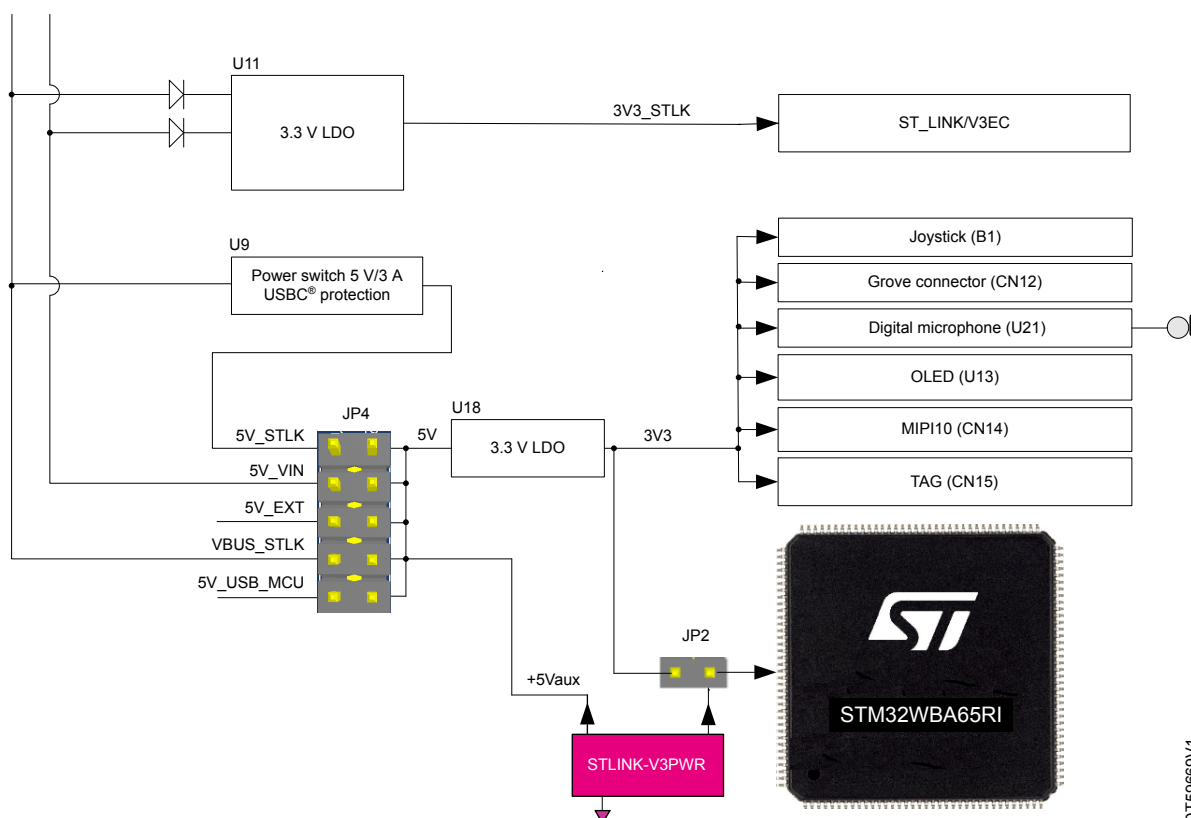 U11
3.3 V LDO
3V3_STLK
ST_LINK/V3EC
U9
Power switch 5 V/3 A
USBC® protection
Joystick (B1)
Grove connector (CN12)
Digital microphone (U21)
OLED (U13)
MIPI10 (CN14)
TAG (CN15)
JP4
U18
5V_STLK
5V
3.3 V LDO
3V3
5V_VIN
5V_EXT
VBUS_STLK
5V_USB_MCU
JP2
+5Vaux
STLINK-V3PWR
ST
STM32WBA65RI